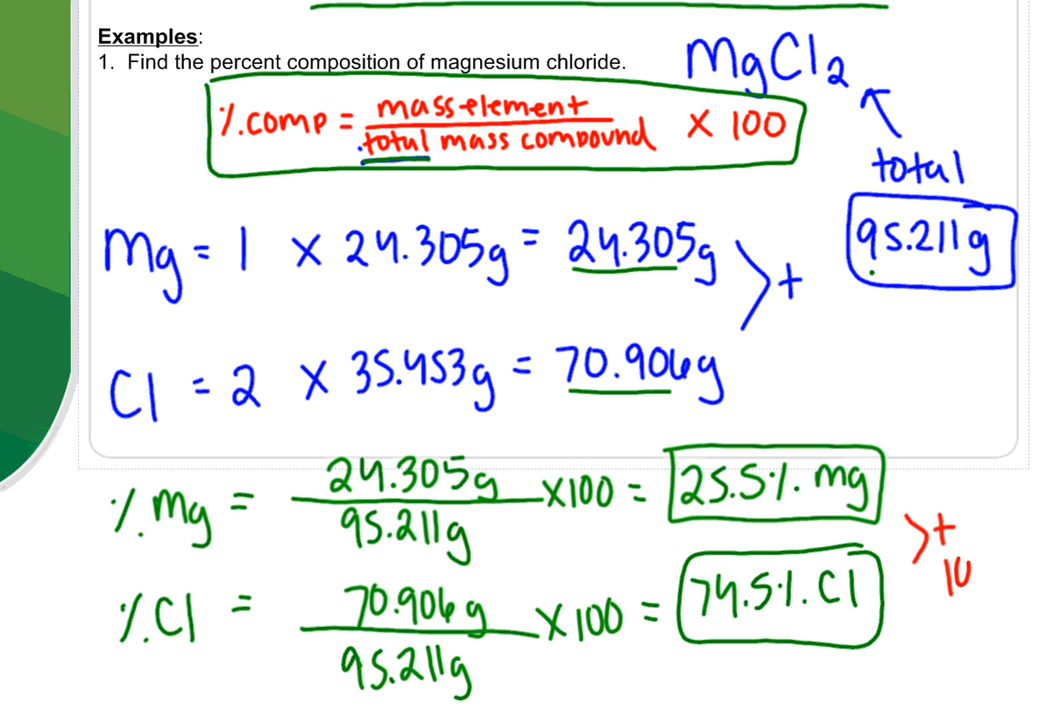 Examples:
1. Find the percent composition of magnesium chloride.
MgCl2
%.comp = mass element / total mass compound X 100
total
95.211g
Mg = 1 x 24.305g = 24.305g
>+
Cl = 2 x 35.453g = 70.906g
%.Mg = 24.305g / 95.211g X100 = 25.5%. mg
%.Cl = 70.906g / 95.211g X100 = 74.5%. Cl
>+
10